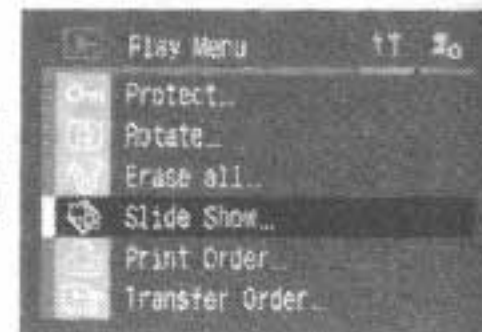 Play Menu
Protect...
Rotate...
Erase all...
Slide Show...
Print Order...
Transfer Order...